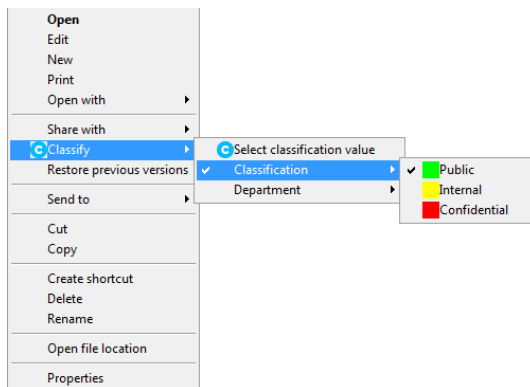 Open
Edit
New
Print
Open with
Share with
Classify
Restore previous versions
Send to
Cut
Copy
Create shortcut
Delete
Rename
Open file location
Properties
C Select classification value
Classification
Department
Public
Internal
Confidential